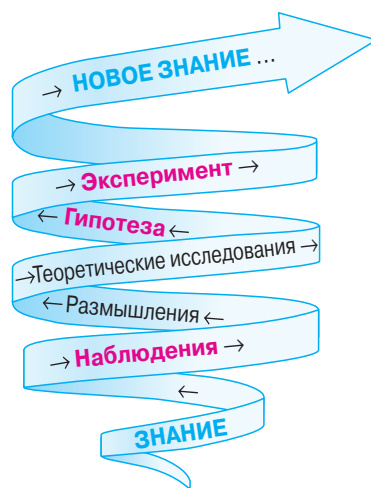 → НОВОЕ ЗНАНИЕ ...
→ Эксперимент →
← Гипотеза ←
→Теоретические исследования →
←Размышления ←
→ Наблюдения →
←
ЗНАНИЕ